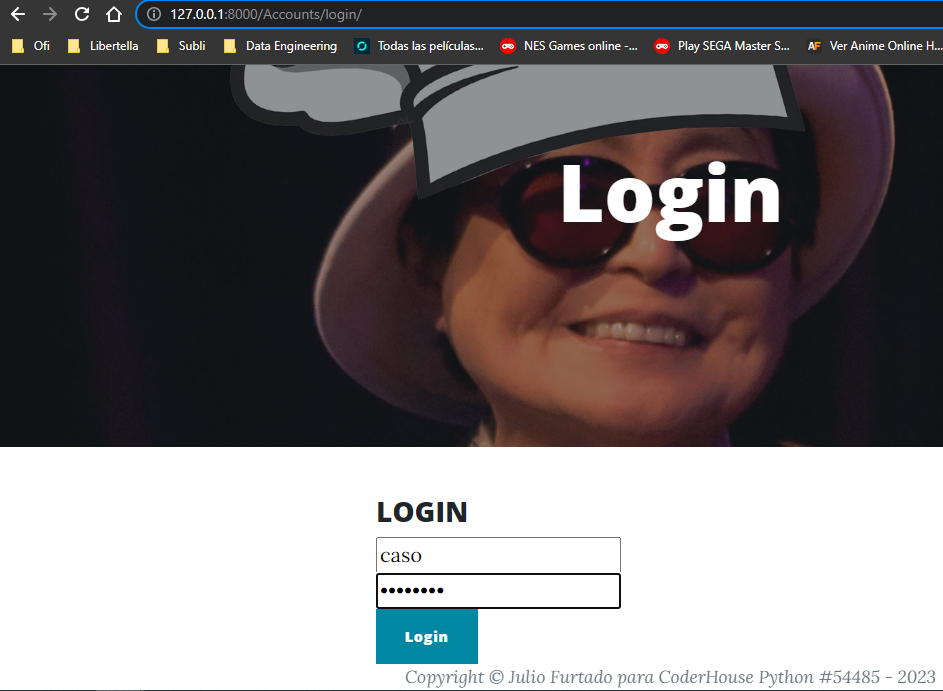 127.0.0.1:8000/Accounts/login/
Ofi Libertella Subli Data Engineering Todas las películas... NES Games online -... Play SEGA Master S... AF Ver Anime Online H...
Login
LOGIN
caso
••••••••
Login
Copyright © Julio Furtado para CoderHouse Python #54485 - 2023